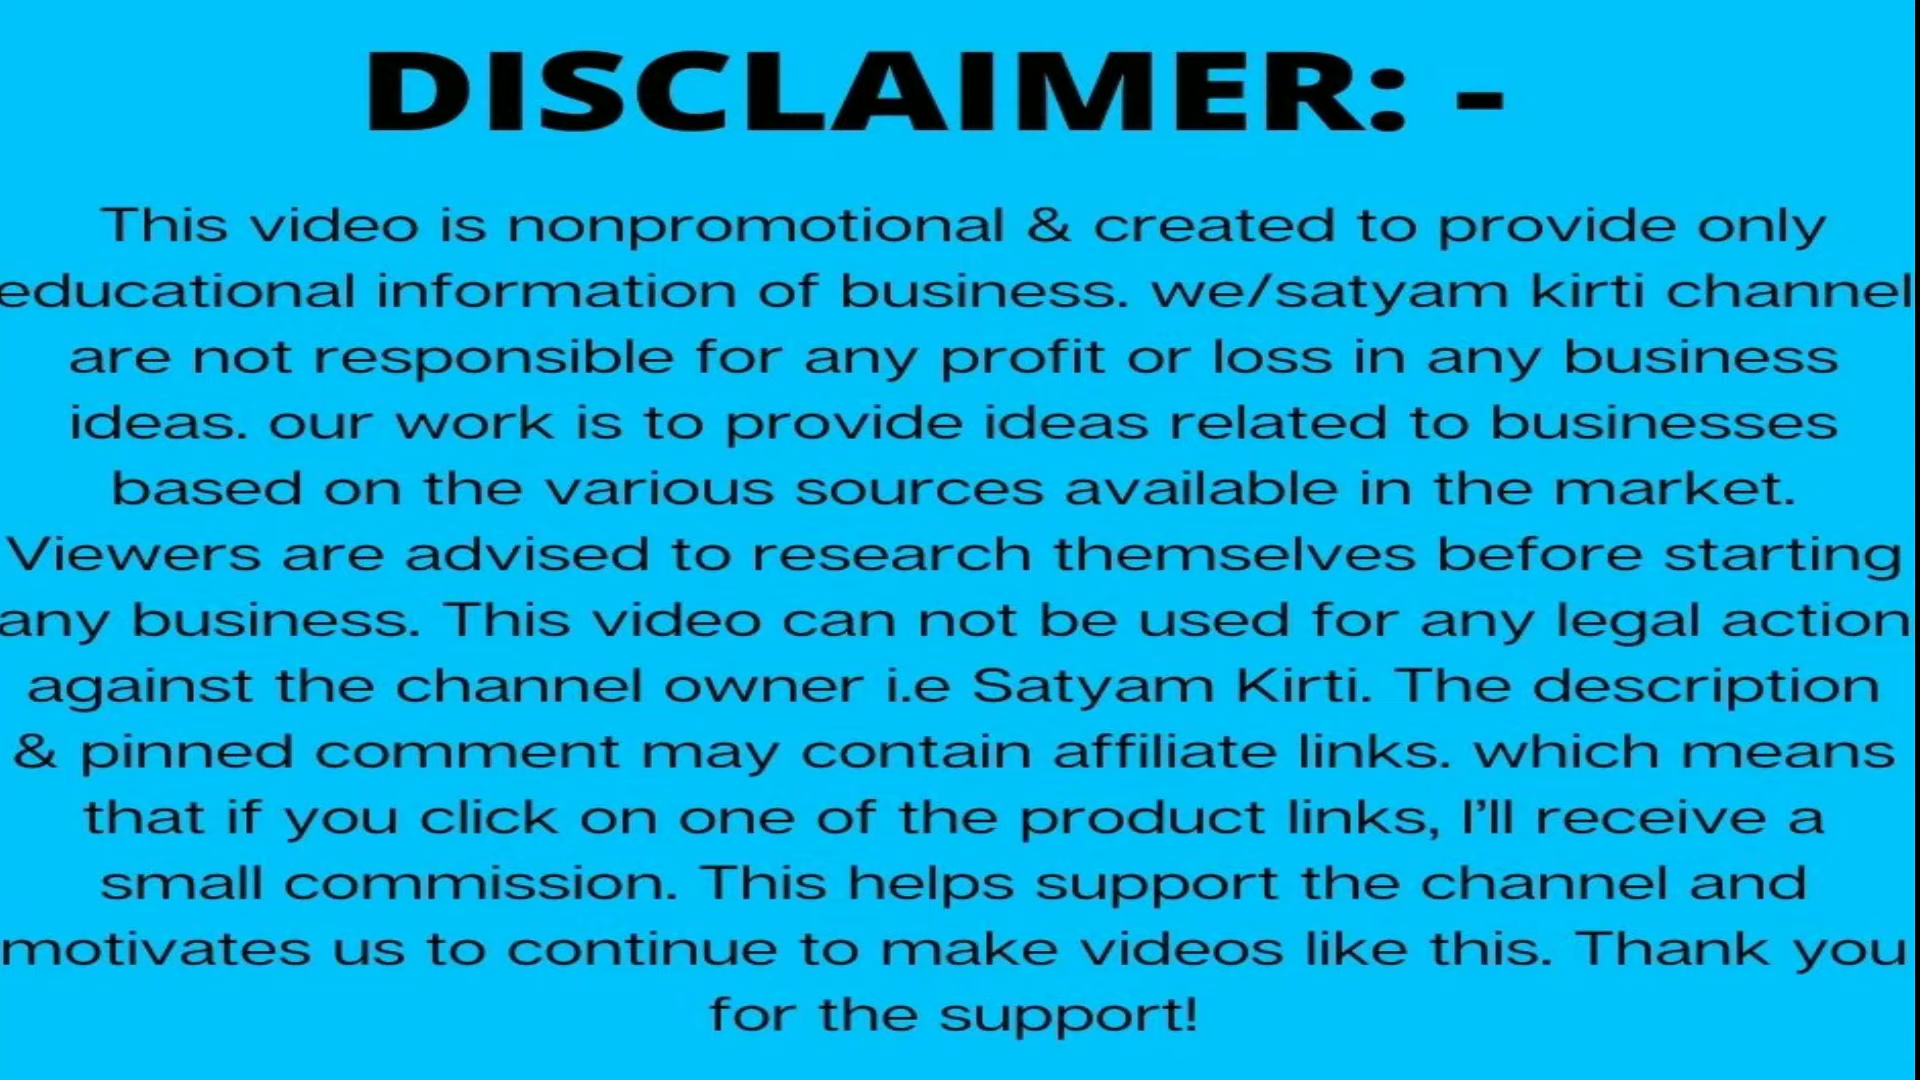 DISCLAIMER: -
This video is nonpromotional & created to provide only
educational information of business. we/satyam kirti channel
are not responsible for any profit or loss in any business
ideas. our work is to provide ideas related to businesses
based on the various sources available in the market.
Viewers are advised to research themselves before starting
any business. This video can not be used for any legal action
against the channel owner i.e Satyam Kirti. The description
& pinned comment may contain affiliate links. which means
that if you click on one of the product links, I'll receive a
small commission. This helps support the channel and
motivates us to continue to make videos like this. Thank you
for the support!